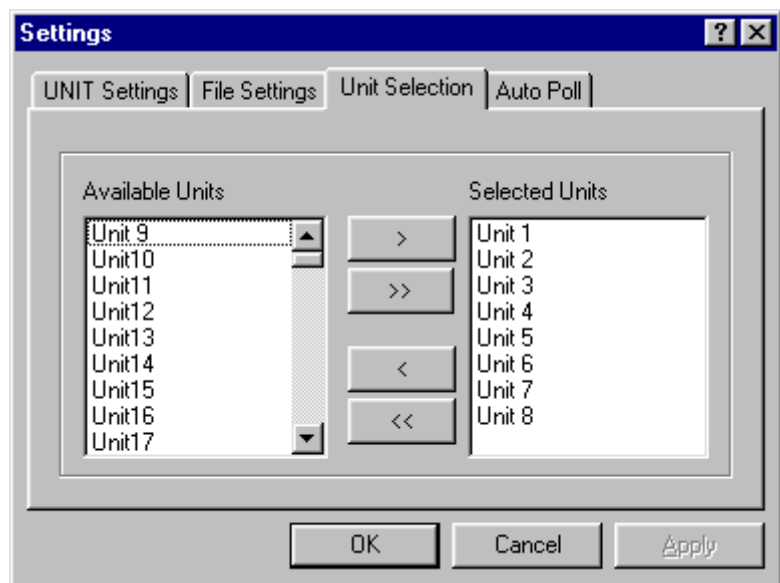 Settings
UNIT Settings File Settings Unit Selection Auto Poll
Available Units
Unit 9
Unit10
Unit11
Unit12
Unit13
Unit14
Unit15
Unit16
Unit17
>
>>
<
<<
Selected Units
Unit 1
Unit 2
Unit 3
Unit 4
Unit 5
Unit 6
Unit 7
Unit 8
OK Cancel Apply